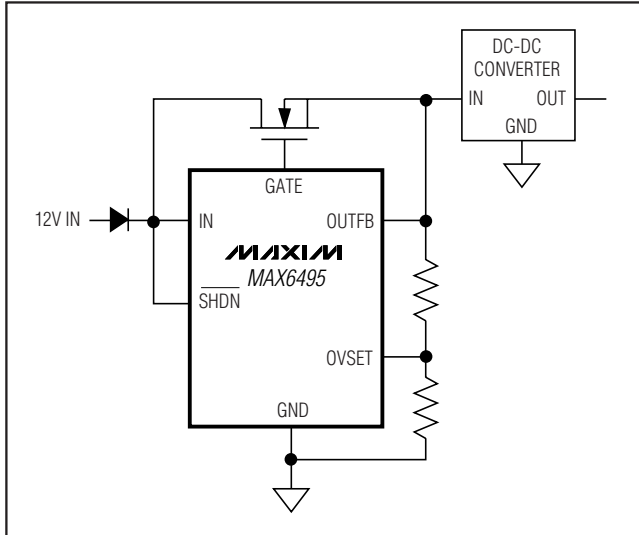 DC-DC
CONVERTER
IN OUT
GND
GATE
12V IN
IN OUTFB
MAXIM
MAX6495
SHDN
OVSET
GND